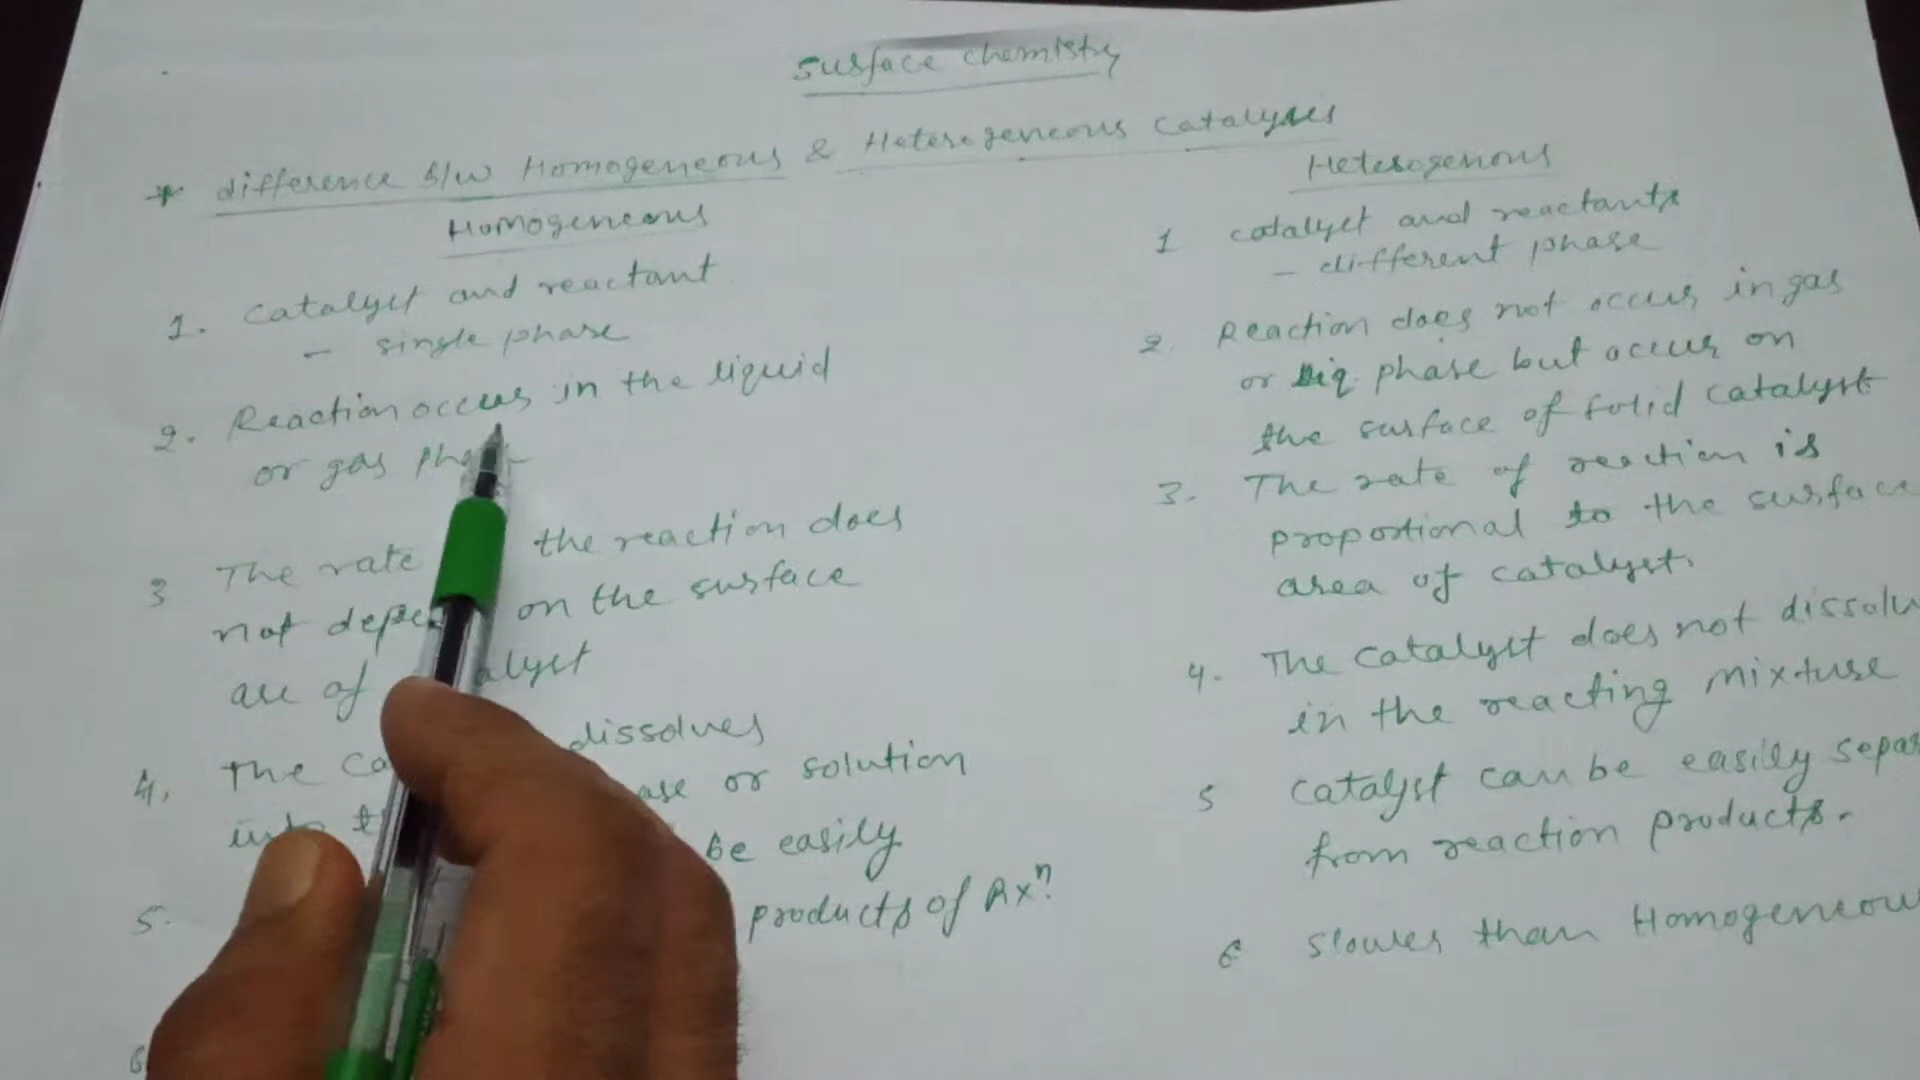 Surface chemistry
* difference b/w Homogeneous & Heterogeneous Catalyses
Homogeneous
1. Catalyst and reactant
- single phase
2. Reaction occurs in the liquid
or gas
3 The rate the reaction does
not on the surface
are of
4. The dissolves
or solution
be easily
5. products of Rxn
6
Heterogenous
1 catalyst and reactants
- different phase
2. Reaction does not occur in gas
or liq. phase but occur on
the surface of solid catalyst
3. The rate of reaction is
proportional to the surface
area of catalyst.
4. The catalyst does not
in the reacting mixture
5 catalyst can be easily
from reaction products.
6 slower than Homogeneous